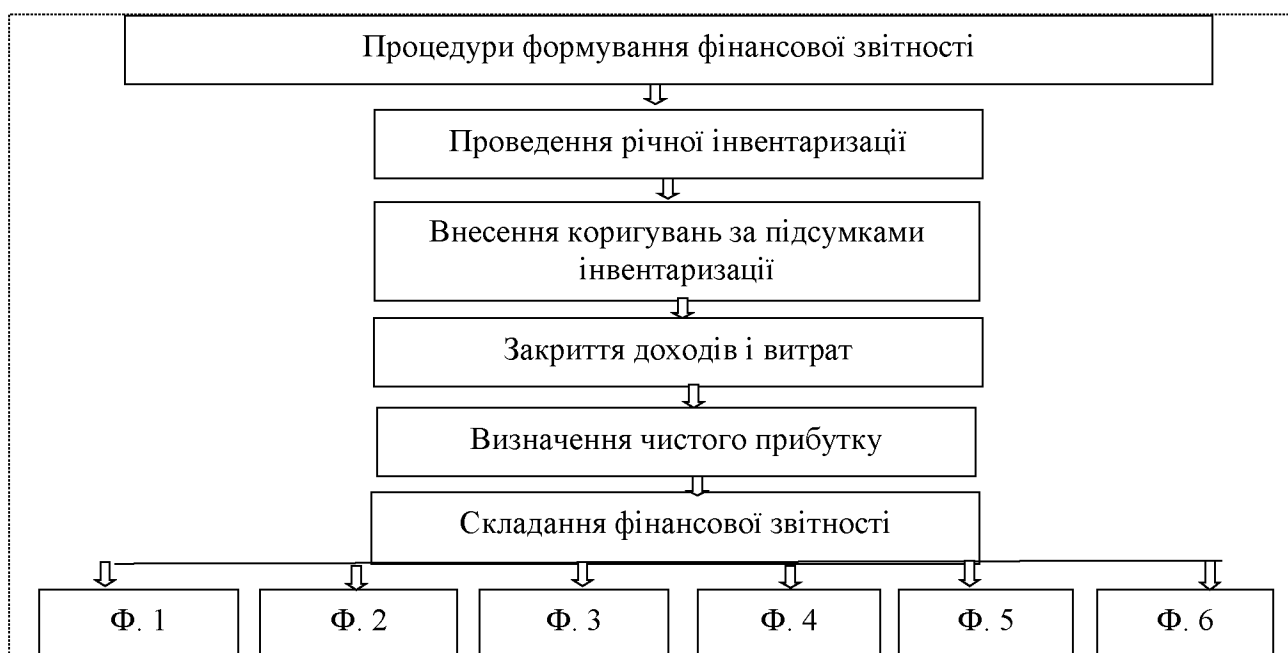 Процедури формування фінансової звітності
Проведення річної інвентаризації
Внесення коригувань за підсумками
інвентаризації
Закриття доходів і витрат
Визначення чистого прибутку
Складання фінансової звітності
Ф. 1
Ф. 2
Ф. 3
Ф. 4
Ф. 5
Ф. 6